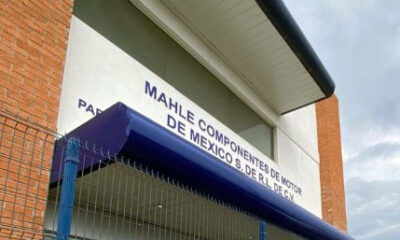 MAHLE COMPONENTES DE MOTOR
DE MEXICO S. DE R.L. DE C.V.